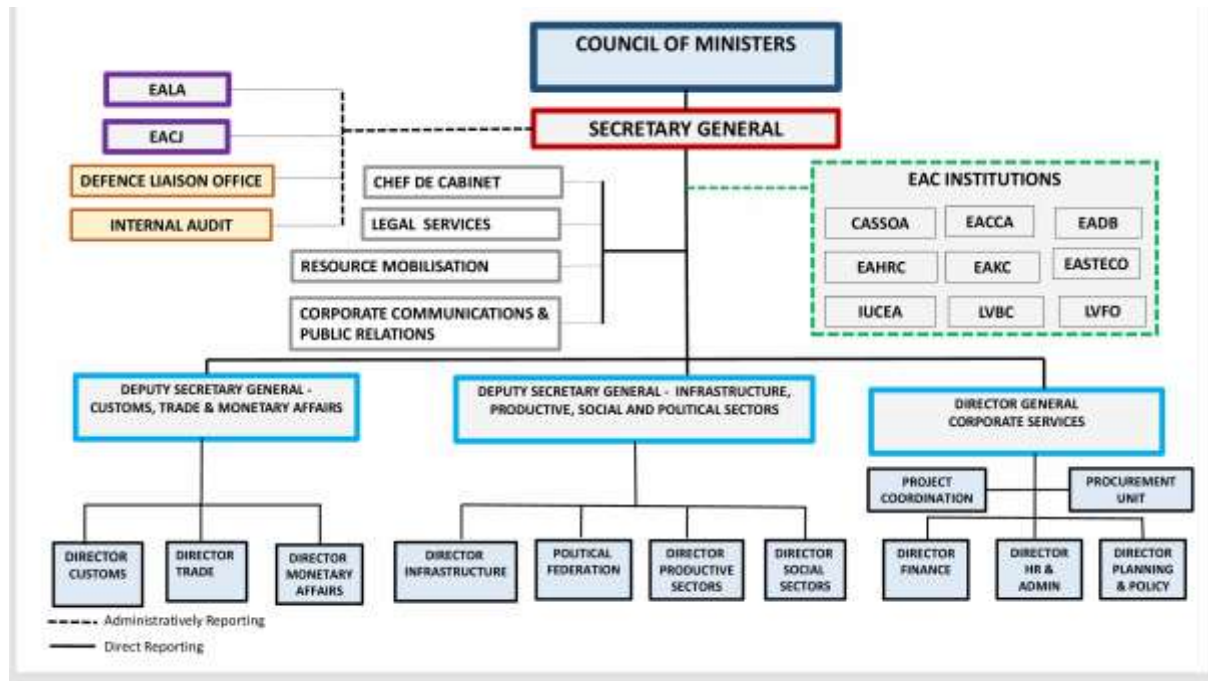 COUNCIL OF MINISTERS
SECRETARY GENERAL
EALA
EACJ
DEFENCE LIAISON OFFICE
INTERNAL AUDIT
CHEF DE CABINET
LEGAL SERVICES
RESOURCE MOBILISATION
CORPORATE COMMUNICATIONS &
PUBLIC RELATIONS
EAC INSTITUTIONS
CASSOA
EACCA
EADB
EAHRC
EAKC
EASTECO
IUCEA
LVBC
LVFO
DEPUTY SECRETARY GENERAL -
CUSTOMS, TRADE & MONETARY AFFAIRS
DEPUTY SECRETARY GENERAL - INFRASTRUCTURE,
PRODUCTIVE, SOCIAL AND POLITICAL SECTORS
DIRECTOR GENERAL
CORPORATE SERVICES
PROJECT
COORDINATION
PROCUREMENT
UNIT
DIRECTOR
CUSTOMS
DIRECTOR
TRADE
DIRECTOR
MONETARY
AFFAIRS
DIRECTOR
INFRASTRUCTURE
POLITICAL
FEDERATION
DIRECTOR
PRODUCTIVE
SECTORS
DIRECTOR
SOCIAL
SECTORS
DIRECTOR
FINANCE
DIRECTOR
HR &
ADMIN
DIRECTOR
PLANNING
& POLICY
Administratively Reporting
Direct Reporting